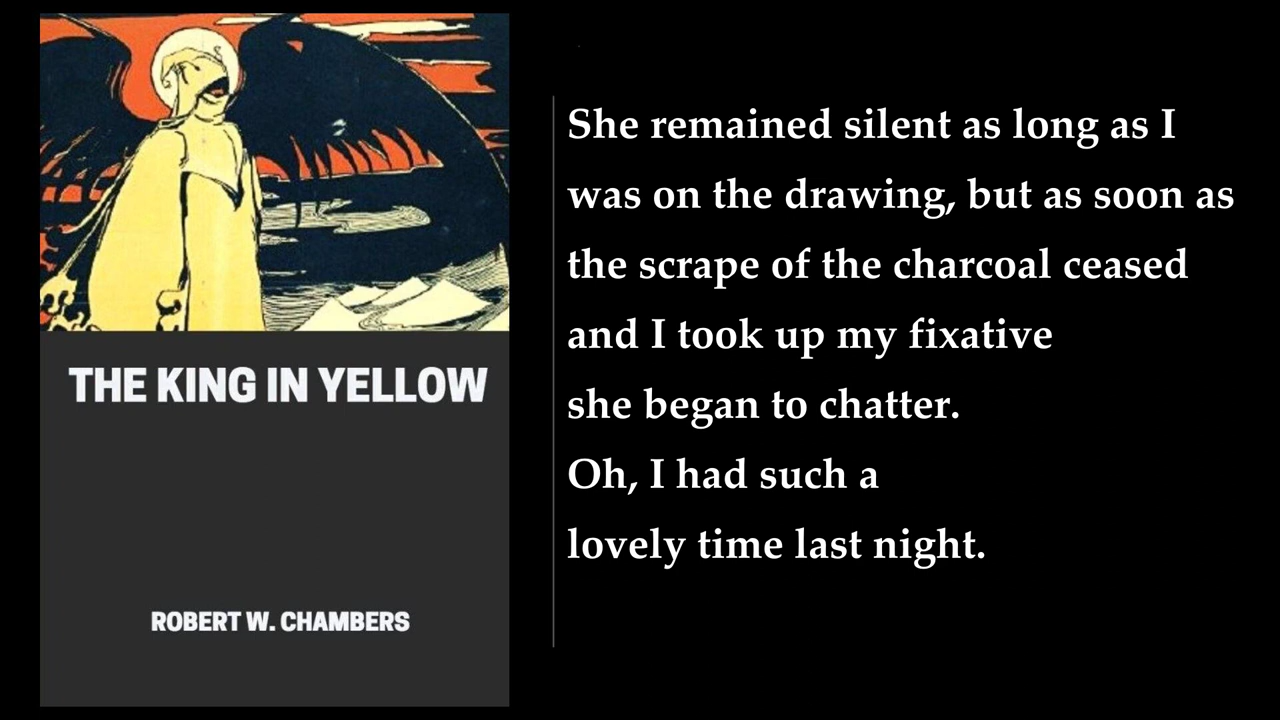 THE KING IN YELLOW
ROBERT W. CHAMBERS
She remained silent as long as I
was on the drawing, but as soon as
the scrape of the charcoal ceased
and I took up my fixative
she began to chatter.
Oh, I had such a
lovely time last night.